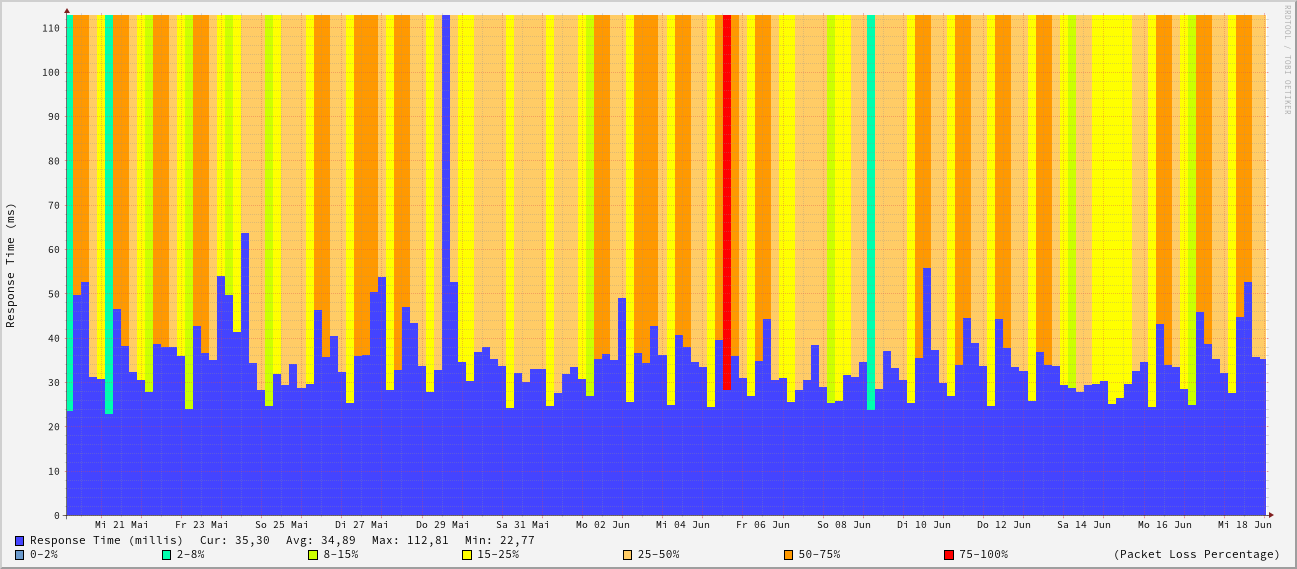 RRDTOOL / TOBI OETIKER
Response Time (ms)
110
100
90
80
70
60
50
40
30
20
10
0
Mi 21 Mai Fr 23 Mai So 25 Mai Di 27 Mai Do 29 Mai Sa 31 Mai Mo 02 Jun Mi 04 Jun Fr 06 Jun So 08 Jun Di 10 Jun Do 12 Jun Sa 14 Jun Mo 16 Jun Mi 18 Jun
Response Time (millis) Cur: 35,30 Avg: 34,89 Max: 112,81 Min: 22,77
0-2% 2-8% 8-15% 15-25% 25-50% 50-75% 75-100% (Packet Loss Percentage)